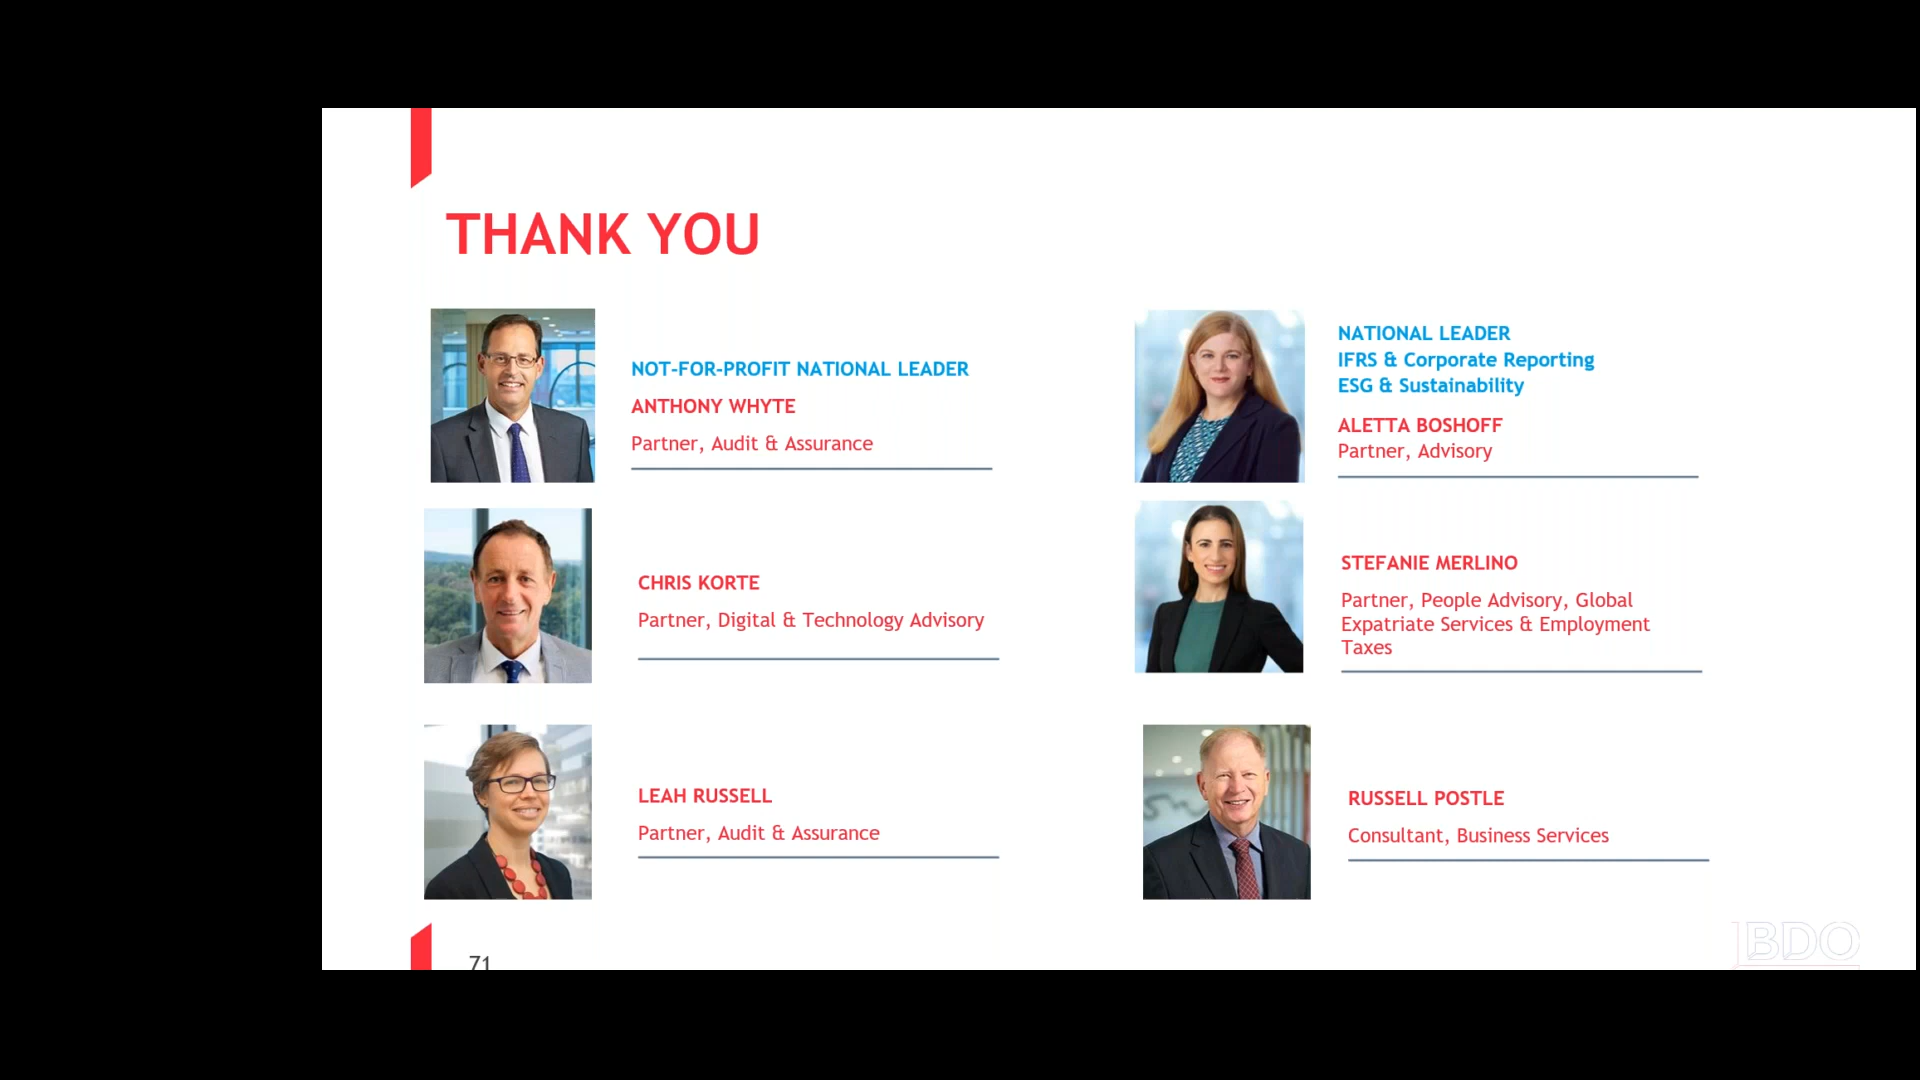 THANK YOU
NOT-FOR-PROFIT NATIONAL LEADER
ANTHONY WHYTE
Partner, Audit & Assurance
NATIONAL LEADER
IFRS & Corporate Reporting
ESG & Sustainability
ALETTA BOSHOFF
Partner, Advisory
CHRIS KORTE
Partner, Digital & Technology Advisory
STEFANIE MERLINO
Partner, People Advisory, Global
Expatriate Services & Employment
Taxes
LEAH RUSSELL
Partner, Audit & Assurance
RUSSELL POSTLE
Consultant, Business Services
71
BDO